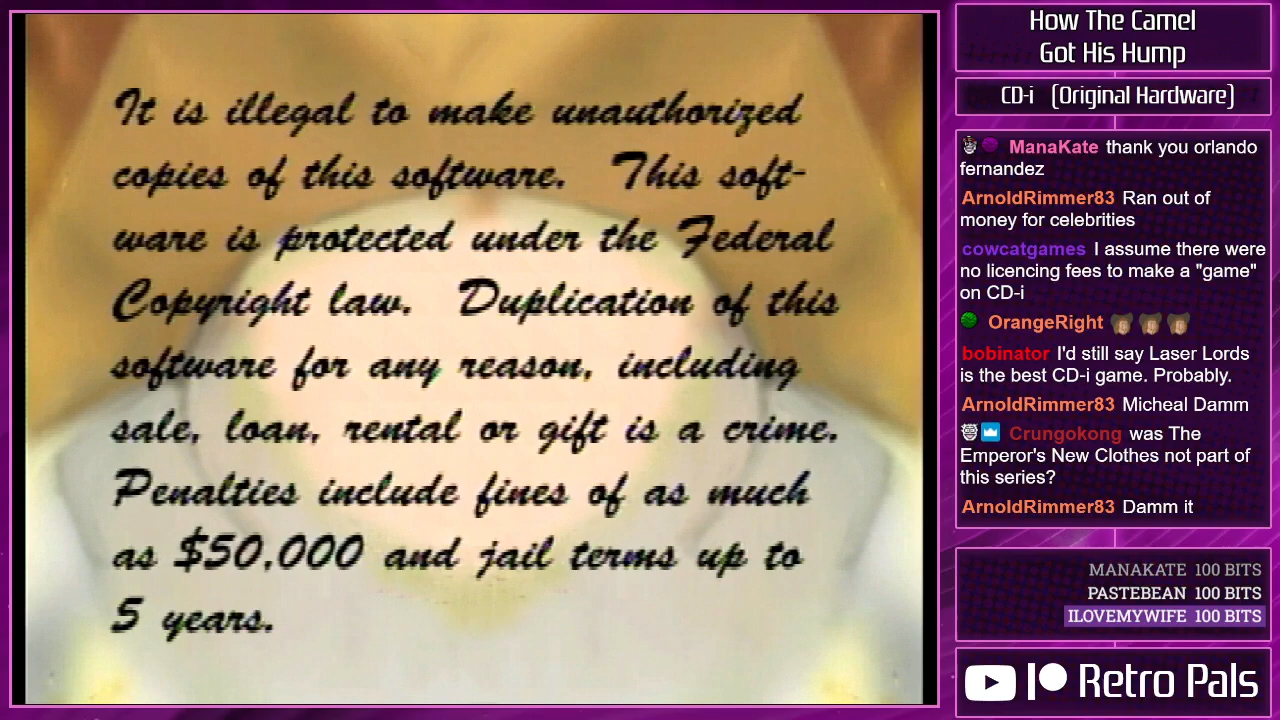 It is illegal to make unauthorized
copies of this software. This soft-
ware is protected under the Federal
Copyright law. Duplication of this
software for any reason, including
sale, loan, rental or gift is a crime.
Penalties include fines of as much
as $50,000 and jail terms up to
5 years.
How The Camel
Got His Hump
CD-i (Original Hardware)
ManaKate thank you orlando
fernandez
ArnoldRimmer83 Ran out of
money for celebrities
cowcatgames I assume there were
no licencing fees to make a "game"
on CD-i
OrangeRight
bobinator I'd still say Laser Lords
is the best CD-i game. Probably.
ArnoldRimmer83 Micheal Damm
Crungokong was The
Emperor's New Clothes not part of
this series?
ArnoldRimmer83 Damm it
MANAKATE 100 BITS
PASTEBEAN 100 BITS
ILOVEMYWIFE 100 BITS
Retro Pals